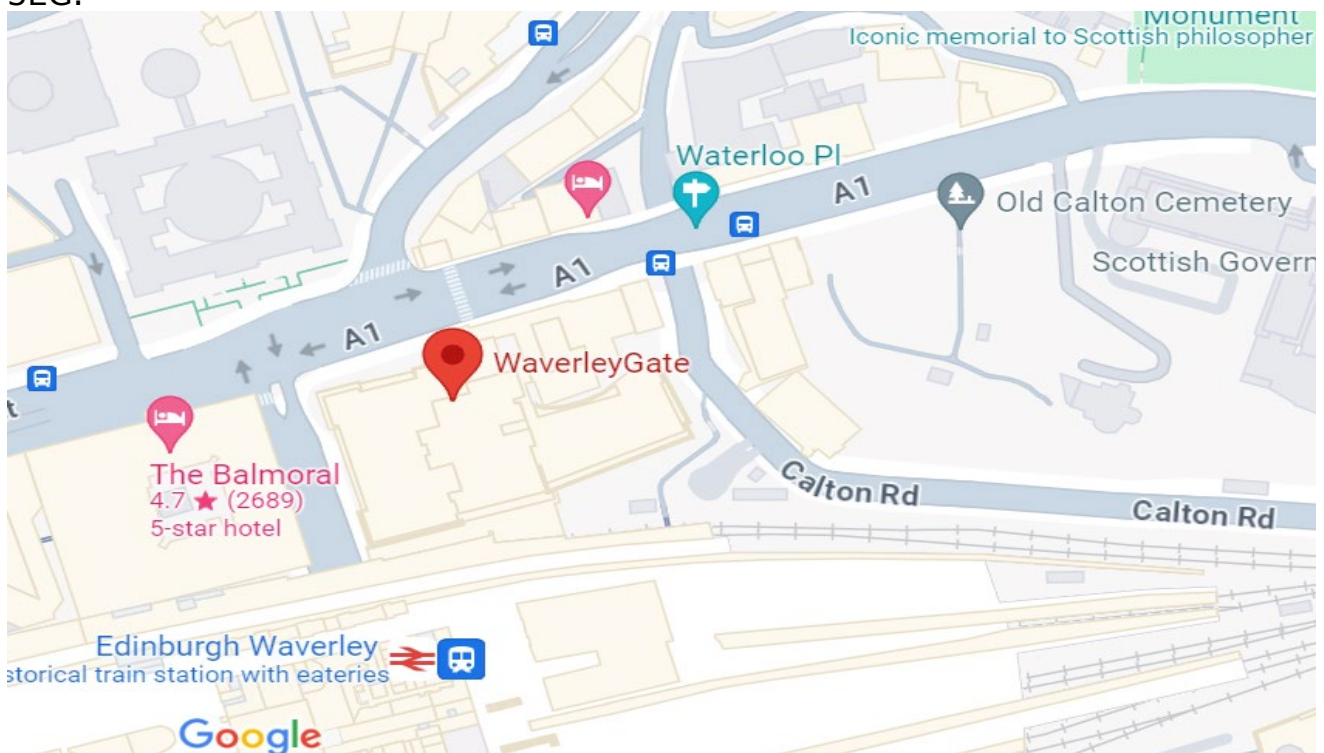 Monument
Iconic memorial to Scottish philosopher
Waterloo Pl
A1
Old Calton Cemetery
Scottish Govern
A1
A1
WaverleyGate
t
The Balmoral
4.7 ★ (2689)
5-star hotel
Calton Rd
Calton Rd
Edinburgh Waverley
storical train station with eateries
Google